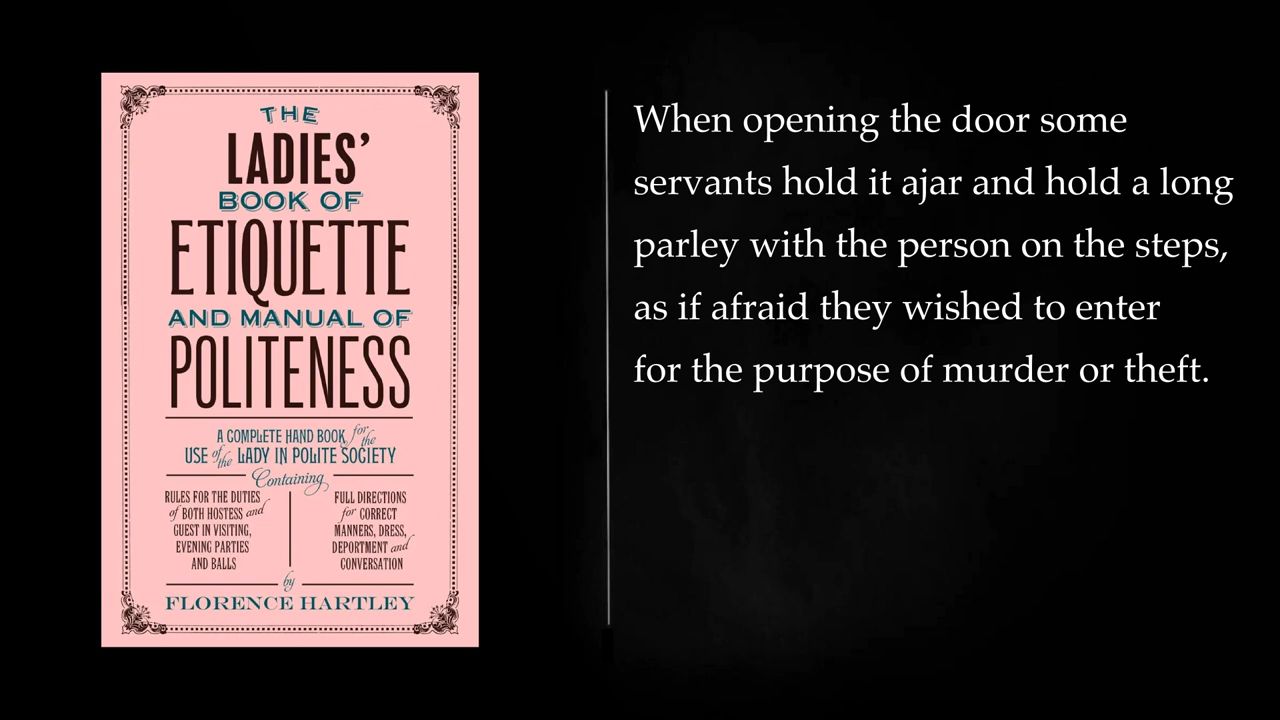 THE
LADIES'
BOOK OF
ETIQUETTE
AND MANUAL OF
POLITENESS
A COMPLETE HAND BOOK for the
USE of the LADY IN POLITE SOCIETY
Containing
RULES FOR THE DUTIES
of BOTH HOSTESS and
GUEST IN VISITING,
EVENING PARTIES
AND BALLS
FULL DIRECTIONS
for CORRECT
MANNERS, DRESS,
DEPORTMENT and
CONVERSATION
by
FLORENCE HARTLEY
When opening the door some
servants hold it ajar and hold a long
parley with the person on the steps,
as if afraid they wished to enter
for the purpose of murder or theft.